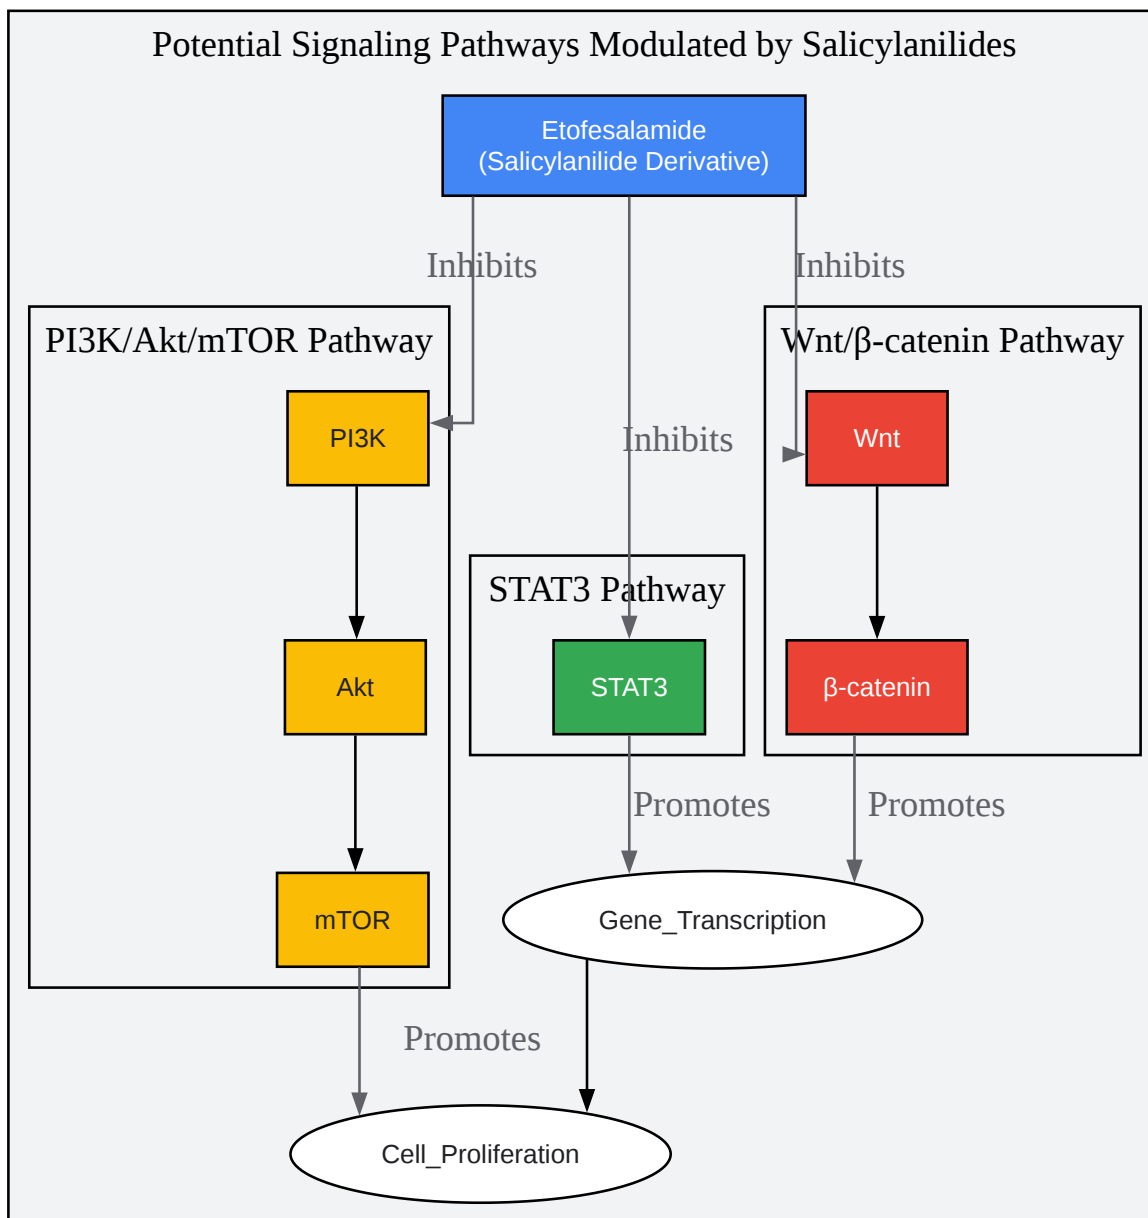 Potential Signaling Pathways Modulated by Salicylanilides
Etofesalamide
(Salicylanilide Derivative)
Inhibits
Inhibits
PI3K/Akt/mTOR Pathway
Wnt/β-catenin Pathway
PI3K
Inhibits
Wnt
STAT3 Pathway
Akt
STAT3
β-catenin
Promotes
Promotes
mTOR
Gene_Transcription
Promotes
Cell_Proliferation